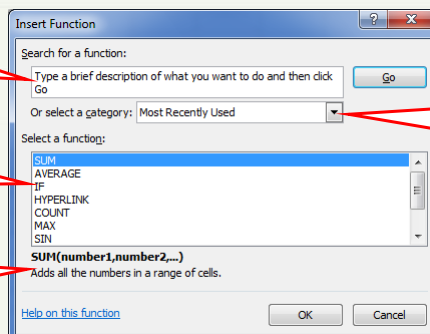 Insert Function
Search for a function:
Type a brief description of what you want to do and then click
Go
Go
Or select a category: Most Recently Used
Select a function:
SUM
AVERAGE
IF
HYPERLINK
COUNT
MAX
SIN
SUM(number1,number2,...)
Adds all the numbers in a range of cells.
Help on this function
OK
Cancel